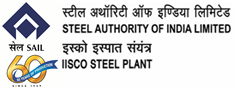 स्टील अथॉरिटी ऑफ इण्डिया लिमिटेड
STEEL AUTHORITY OF INDIA LIMITED
सेल SAIL
इस्को इस्पात संयंत्र
IISCO STEEL PLANT
60